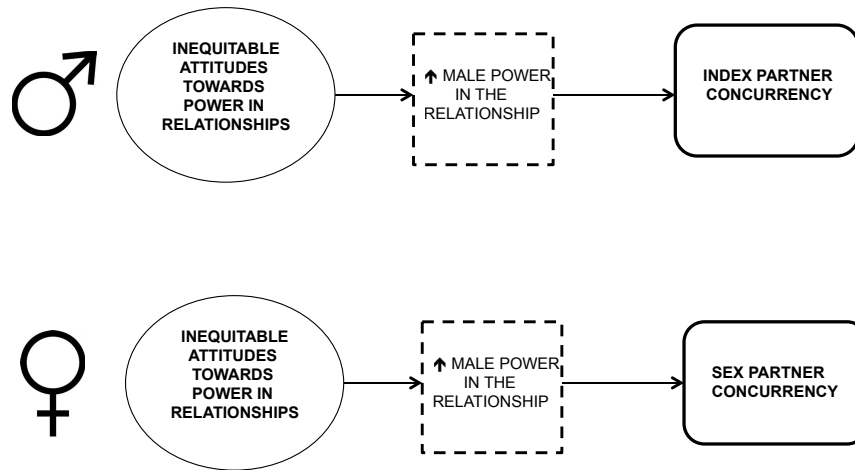 INEQUITABLE
ATTITUDES
TOWARDS
POWER IN
RELATIONSHIPS
↑ MALE POWER
IN THE
RELATIONSHIP
INDEX PARTNER
CONCURRENCY
INEQUITABLE
ATTITUDES
TOWARDS
POWER IN
RELATIONSHIPS
↑ MALE POWER
IN THE
RELATIONSHIP
SEX PARTNER
CONCURRENCY